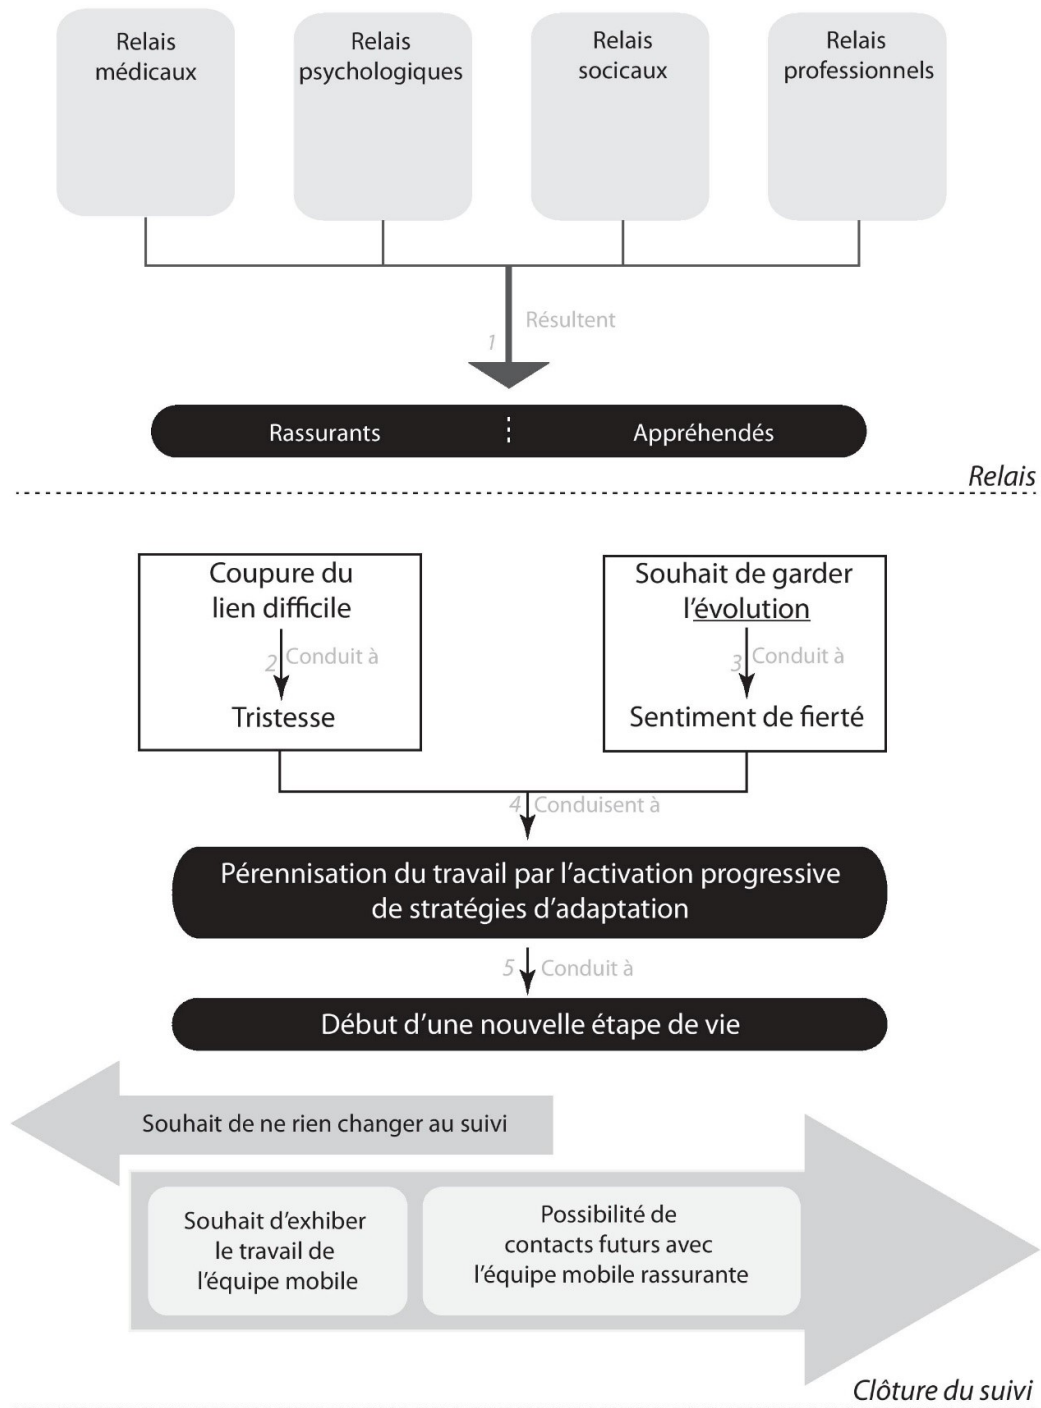 Relais
médicaux
Relais
psychologiques
Relais
socicaux
Relais
professionnels
Résultent
1
Rassurants
Appréhendés
Relais
Coupure du
lien difficile
2 Conduit à
Tristesse
Souhait de garder
l'évolution
3 Conduit à
Sentiment de fierté
4 Conduisent à
Pérennisation du travail par l'activation progressive
de stratégies d'adaptation
5 Conduit à
Début d'une nouvelle étape de vie
Souhait de ne rien changer au suivi
Souhait d'exhiber
le travail de
l'équipe mobile
Possibilité de
contacts futurs avec
l'équipe mobile rassurante
Clôture du suivi